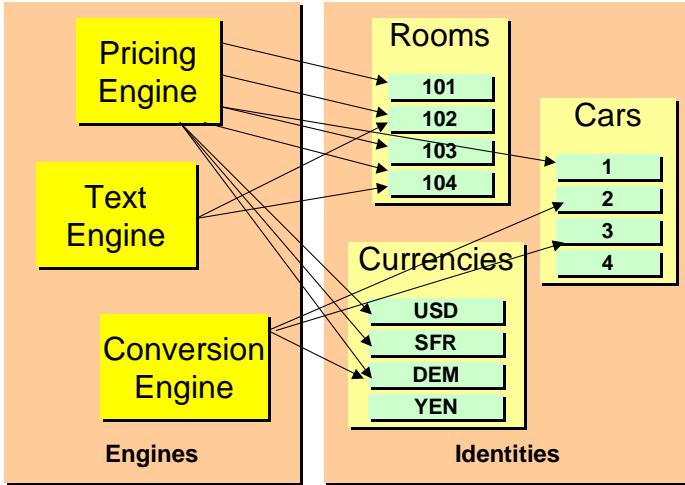 Pricing
Engine
Text
Engine
Conversion
Engine
Engines
Rooms
101
102
103
104
Cars
1
2
3
4
Currencies
USD
SFR
DEM
YEN
Identities